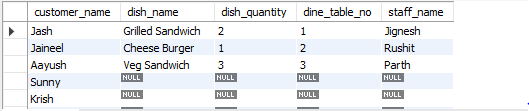 customer_name dish_name dish_quantity dine_table_no staff_name
Jash Grilled Sandwich 2 1 Jignesh
Jaineel Cheese Burger 1 2 Rushit
Aayush Veg Sandwich 3 3 Parth
Sunny NULL NULL NULL NULL
Krish NULL NULL NULL NULL